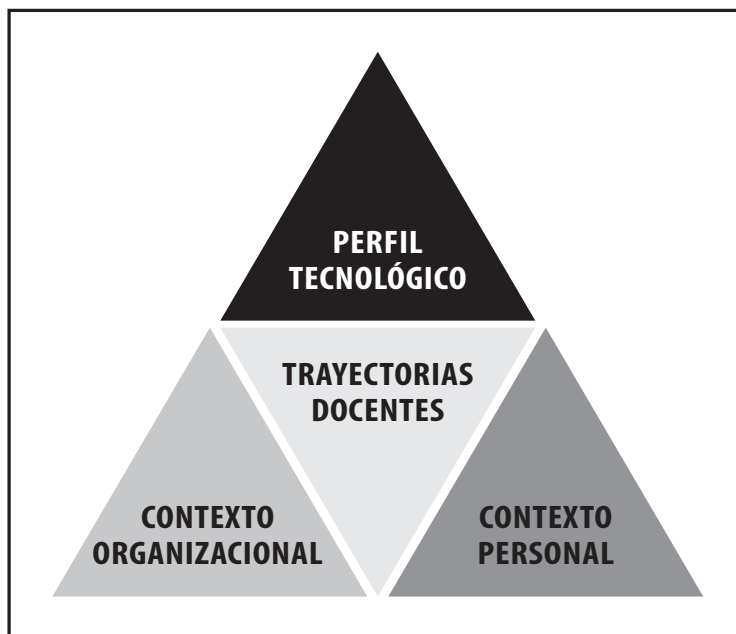 PERFIL
TECNOLÓGICO
TRAYECTORIAS
DOCENTES
CONTEXTO
ORGANIZACIONAL
CONTEXTO
PERSONAL